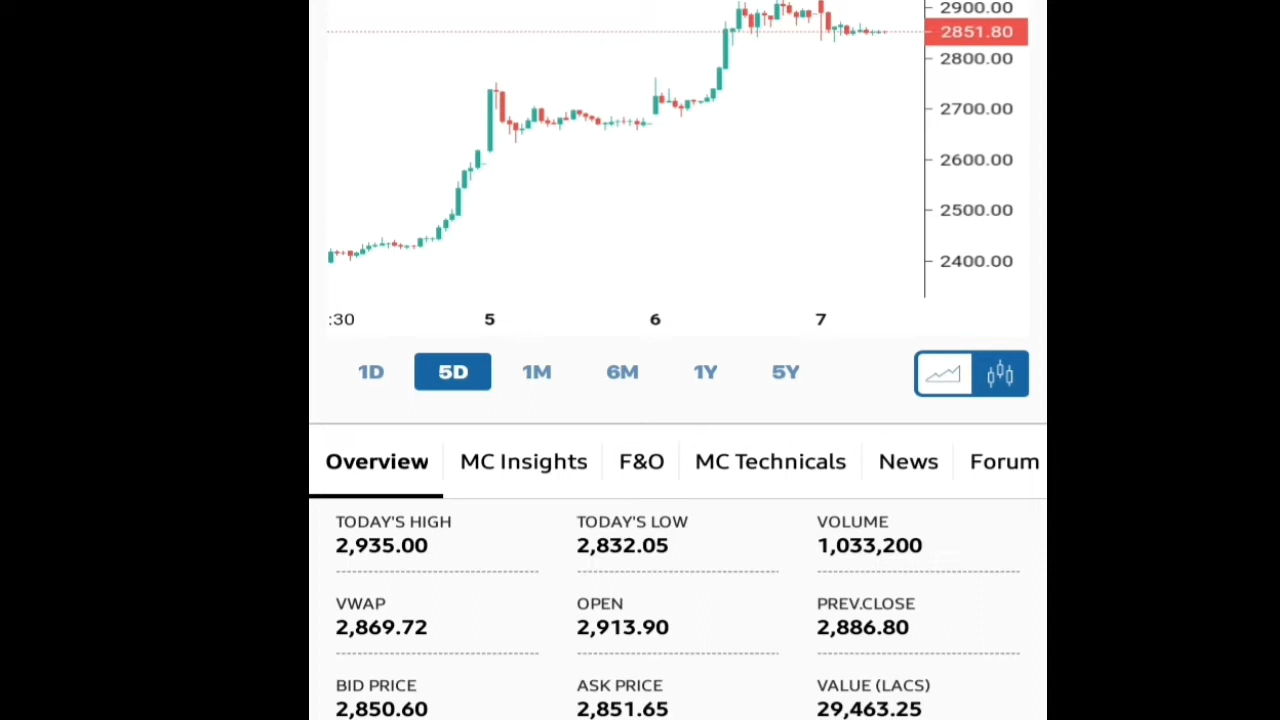 2900.00
2851.80
2800.00
2700.00
2600.00
2500.00
2400.00
:30 5 6 7
1D 5D 1M 6M 1Y 5Y
Overview MC Insights F&O MC Technicals News Forum
TODAY'S HIGH TODAY'S LOW VOLUME
2,935.00 2,832.05 1,033,200
VWAP OPEN PREV.CLOSE
2,869.72 2,913.90 2,886.80
BID PRICE ASK PRICE VALUE (LACS)
2,850.60 2,851.65 29,463.25